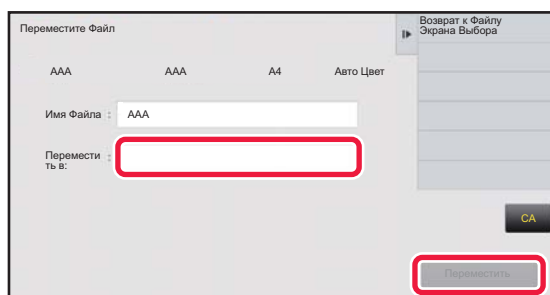 Переместите Файл
Возврат к Файлу
Экрана Выбора
AAA AAA A4 Авто Цвет
Имя Файла : AAA
Перемести :
ть в:
CA
Переместить